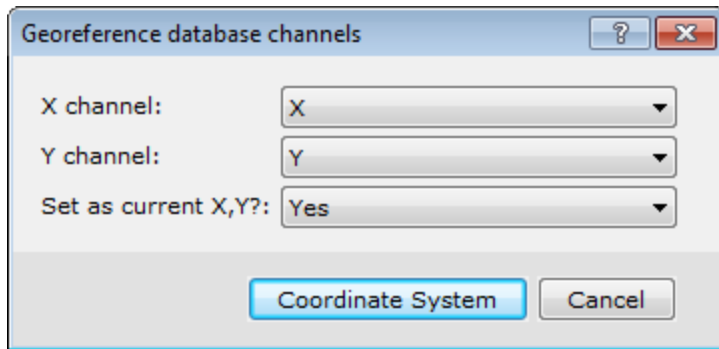 Georeference database channels
X channel: X
Y channel: Y
Set as current X,Y?: Yes
Coordinate System Cancel